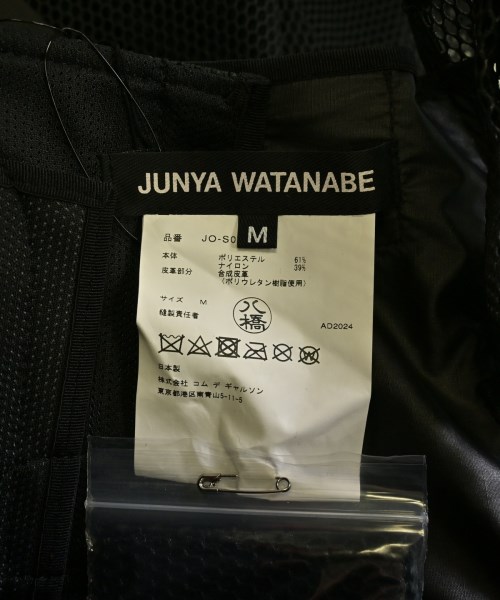 JUNYA WATANABE
M
品番 JO-S0
本体 ポリエステル 61%
ナイロン 39%
皮革部分 合成皮革
(ポリウレタン樹脂使用)
サイズ M
縫製責任者 八橋 AD2024
日本製
株式会社 コム デ ギャルソン
東京都港区南青山5-11-5